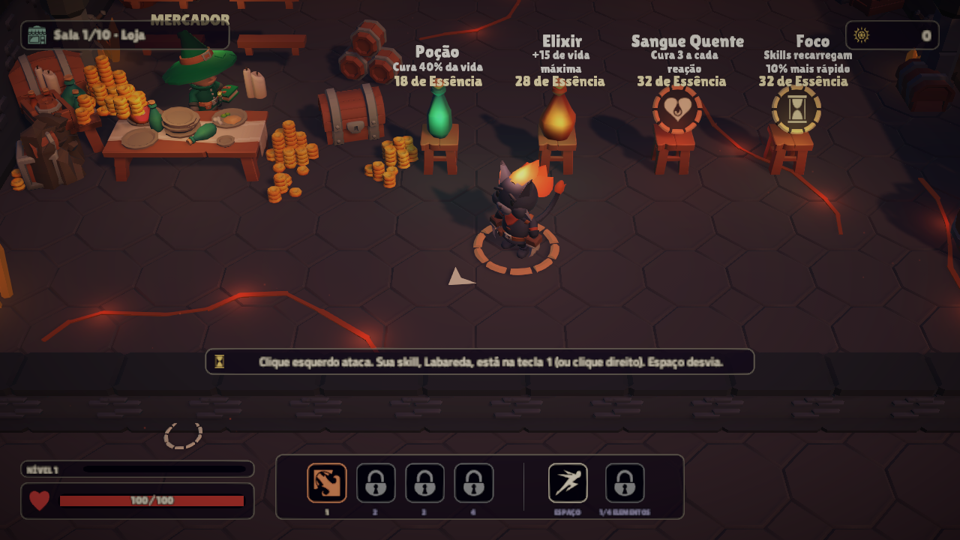 MERCADOR
Sala 1/10 - Loja
0
Poção
Cura 40% da vida
18 de Essência
Elixir
+15 de vida
máxima
28 de Essência
Sangue Quente
Cura 3 a cada
reação
32 de Essência
Foco
Skills recarregam
10% mais rápido
32 de Essência
Clique esquerdo ataca. Sua skill, Labareda, está na tecla 1 (ou clique direito). Espaço desvia.
NÍVEL 1
100/100
1
2
3
4
ESPAÇO
1/4 ELEMENTOS